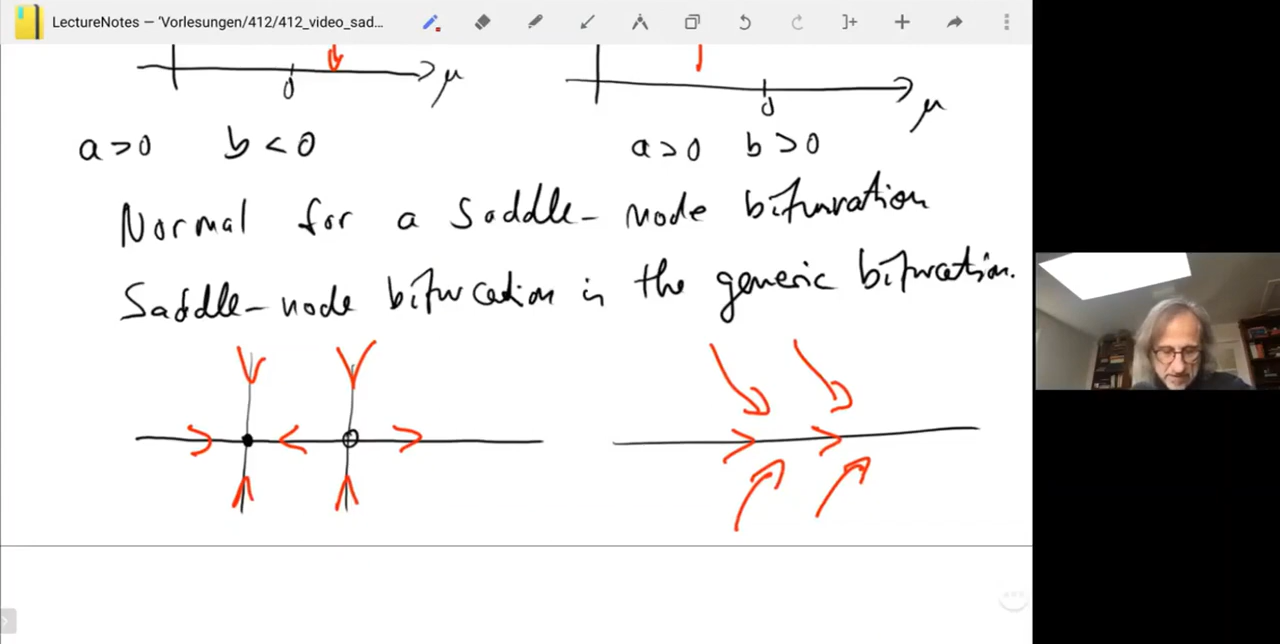 LectureNotes — ‘Vorlesungen/412/412_video_sad...
0 μ 0 μ
a > 0 b < 0 a > 0 b > 0
Normal for a saddle-node bifurcation
Saddle-node bifurcation is the generic bifurcation.